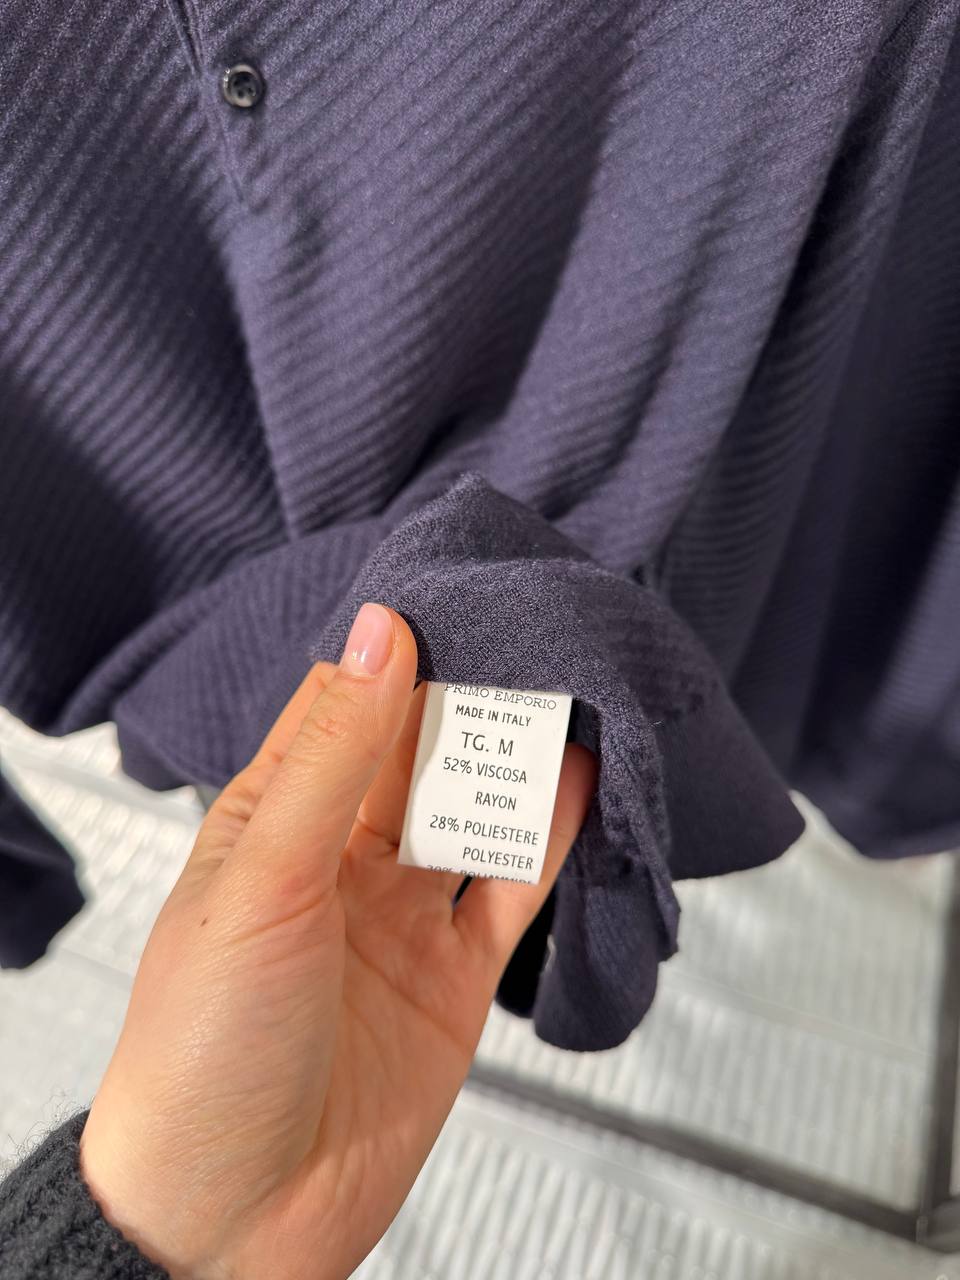 PRIMO EMPORIO
MADE IN ITALY
TG. M
52% VISCOSA
RAYON
28% POLIESTERE
POLYESTER